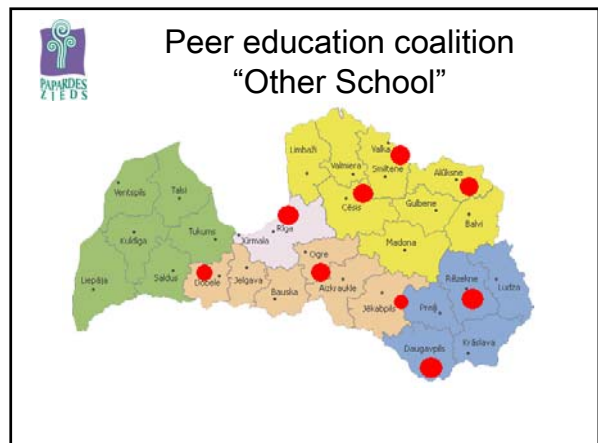 PAPARDES
ZIEDS
Peer education coalition
“Other School”
Limbaži
Valka
Valmiera
Smiltene
Alūksne
Ventspils
Talsi
Cēsis
Gulbene
Rīga
Balvi
Kuldīga
Tukums
Jūrmala
Madona
Ogre
Rēzekne
Liepāja
Saldus
Dobele
Jelgava
Aizkraukle
Ludza
Bauska
Jēkabpils
Preiļi
Daugavpils
Krāslava